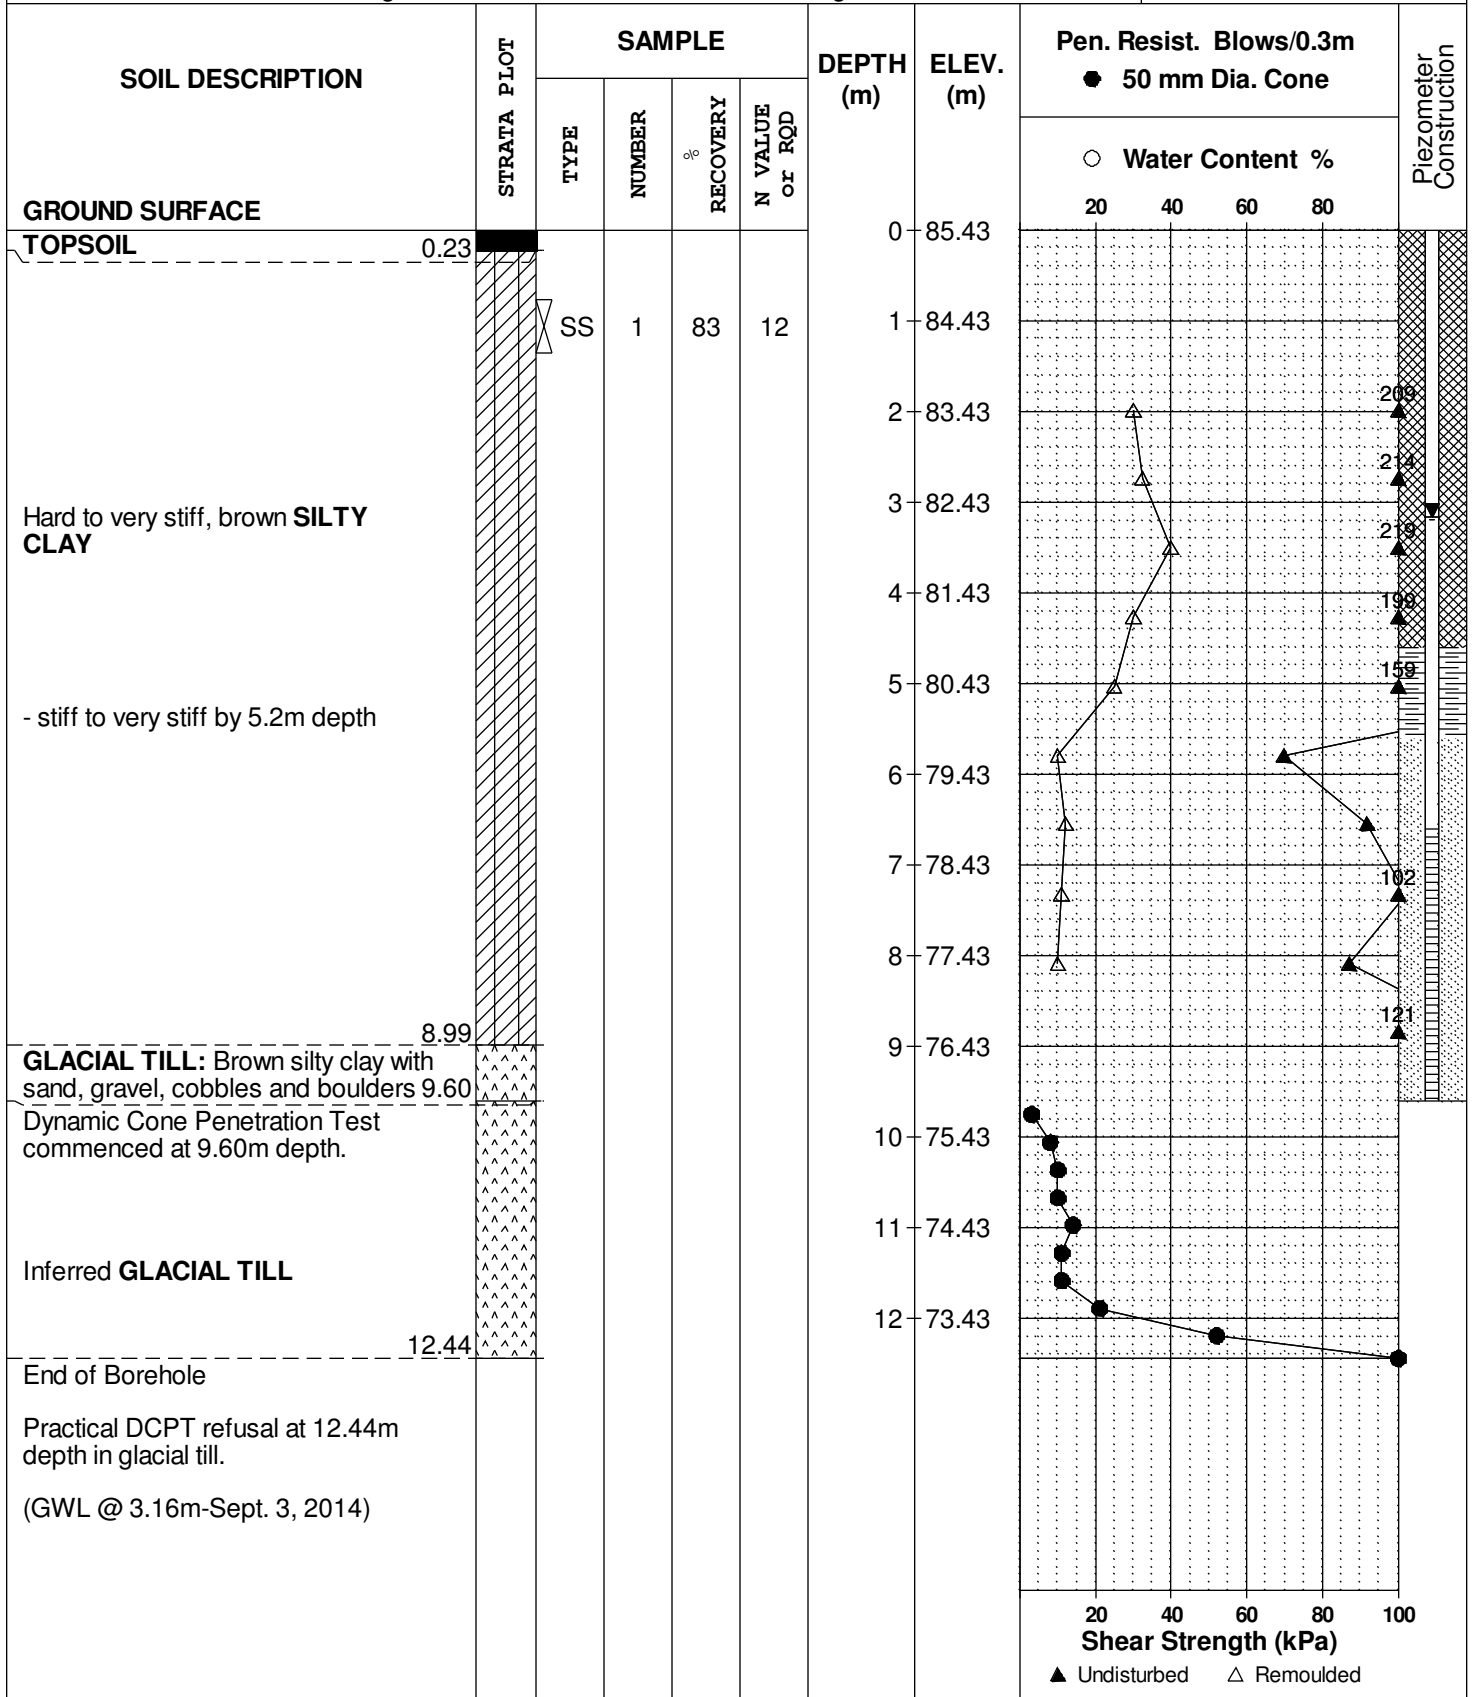 SOIL DESCRIPTION
GROUND SURFACE
STRATA PLOT
SAMPLE
TYPE
NUMBER
% RECOVERY
N VALUE or RQD
DEPTH (m)
ELEV. (m)
Pen. Resist. Blows/0.3m
● 50 mm Dia. Cone
○ Water Content %
20 40 60 80
Piezometer Construction
TOPSOIL 0.23
0 85.43
SS 1 83 12
1 84.43
209
2 83.43
214
3 82.43
Hard to very stiff, brown SILTY
CLAY
219
4 81.43
199
159
5 80.43
- stiff to very stiff by 5.2m depth
6 79.43
7 78.43
102
8 77.43
121
8.99
9 76.43
GLACIAL TILL: Brown silty clay with
sand, gravel, cobbles and boulders 9.60
Dynamic Cone Penetration Test
commenced at 9.60m depth.
10 75.43
11 74.43
Inferred GLACIAL TILL
12 73.43
12.44
End of Borehole
Practical DCPT refusal at 12.44m
depth in glacial till.
(GWL @ 3.16m-Sept. 3, 2014)
20 40 60 80 100
Shear Strength (kPa)
▲ Undisturbed △ Remoulded